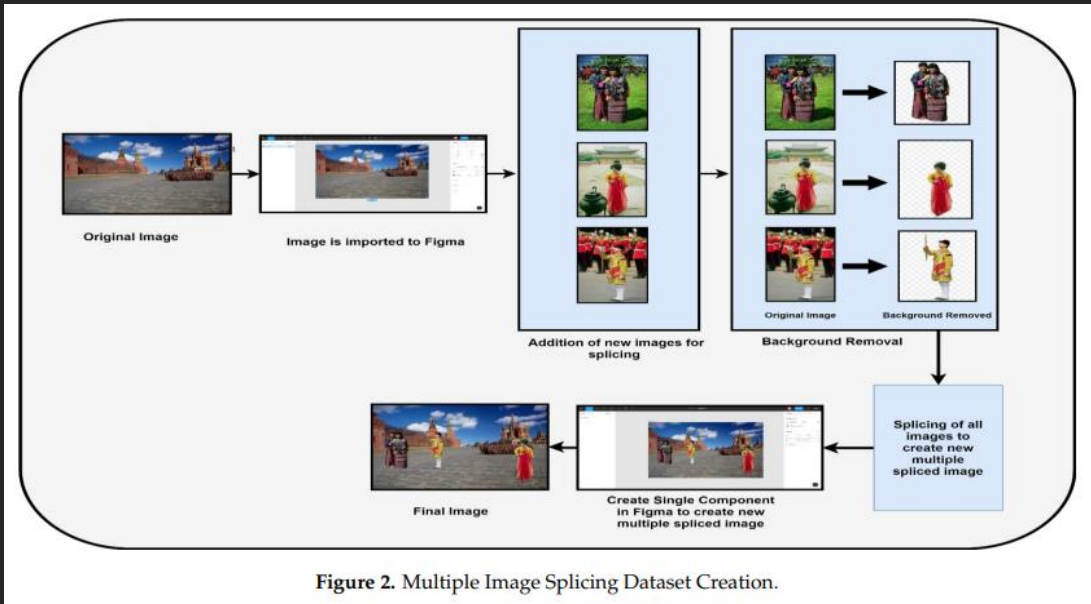 Original Image
Image is imported to Figma
Addition of new images for
splicing
Original Image
Background Removed
Background Removal
Splicing of all
images to
create new
multiple
spliced image
Create Single Component
in Figma to create new
multiple spliced image
Final Image
Figure 2. Multiple Image Splicing Dataset Creation.